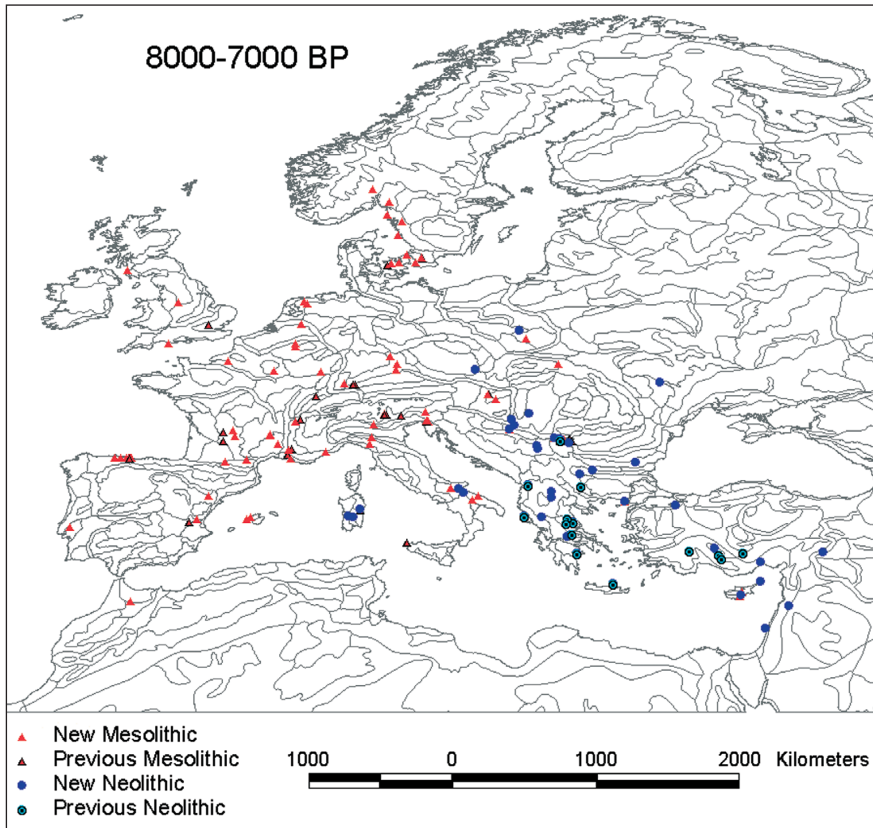 8000-7000 BP
New Mesolithic
Previous Mesolithic
New Neolithic
Previous Neolithic
1000 0 1000 2000 Kilometers